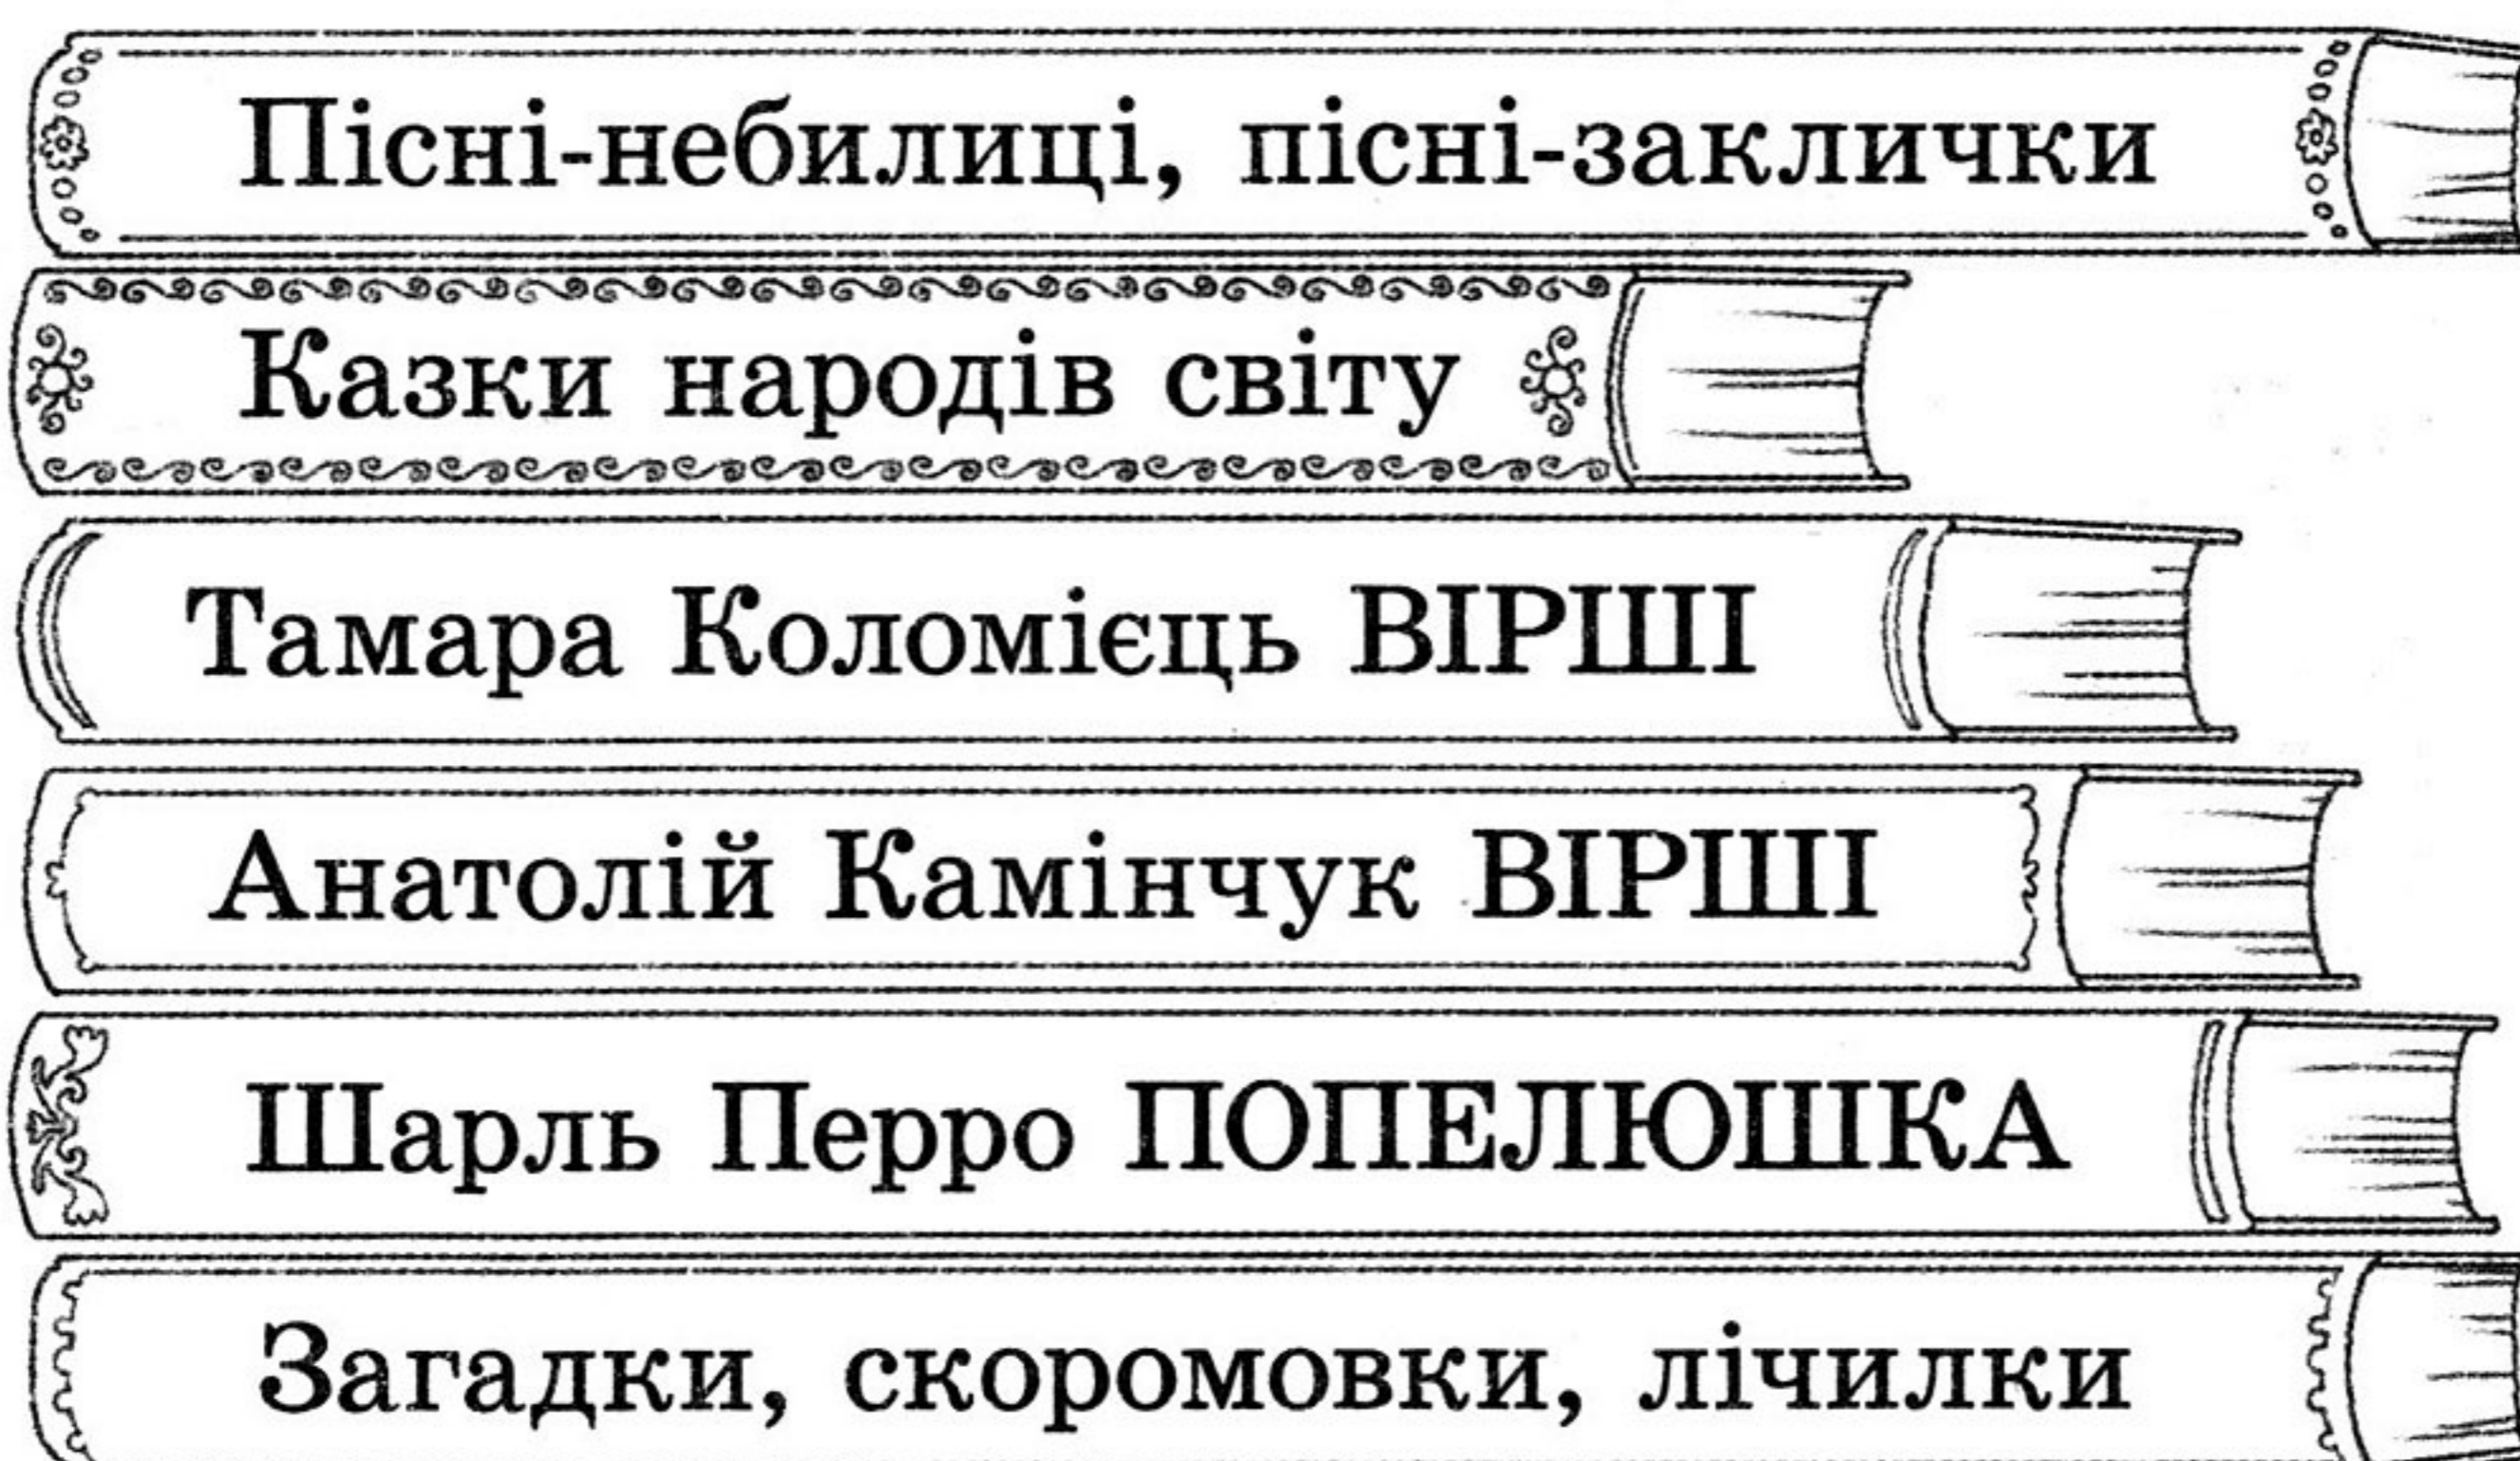 Пісні-небилиці, пісні-заклички
Казки народів світу
Тамара Коломієць ВІРШІ
Анатолій Камінчук ВІРШІ
Шарль Перро ПОПЕЛЮШКА
Загадки, скоромовки, лічилки